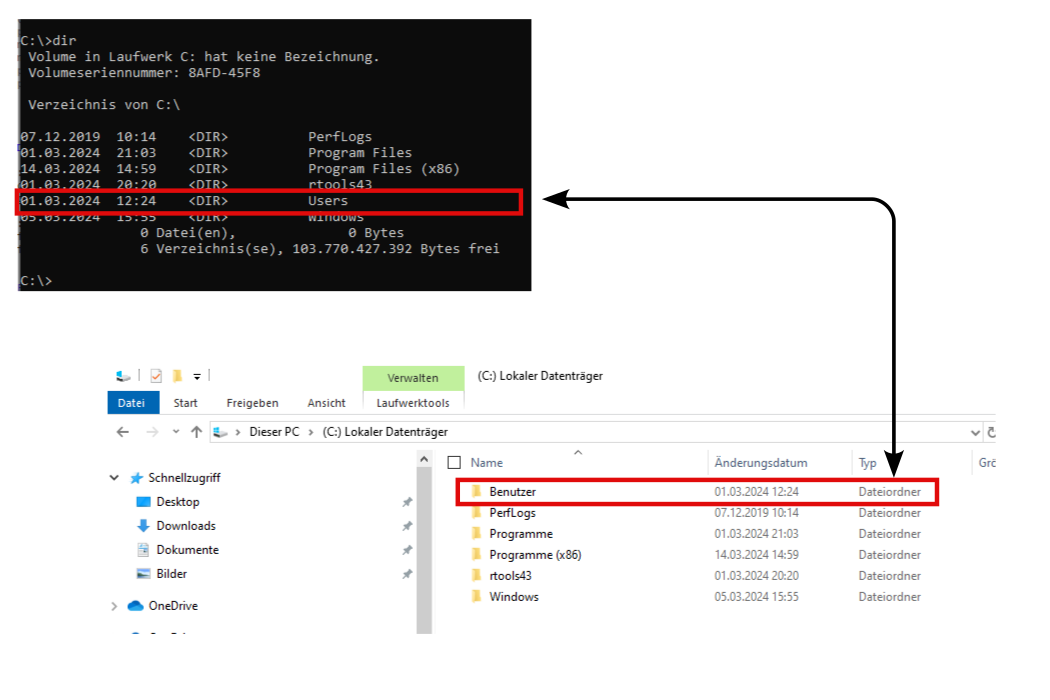 C:\>dir
Volume in Laufwerk C: hat keine Bezeichnung.
Volumeseriennummer: 8AFD-45F8
Verzeichnis von C:\
07.12.2019 10:14 <DIR> PerfLogs
01.03.2024 21:03 <DIR> Program Files
14.03.2024 14:59 <DIR> Program Files (x86)
01.03.2024 20:20 <DIR> rtools43
01.03.2024 12:24 <DIR> Users
05.03.2024 15:55 <DIR> Windows
0 Datei(en), 0 Bytes
6 Verzeichnis(se), 103.770.427.392 Bytes frei
C:\>
Verwalten (C:) Lokaler Datenträger
Datei Start Freigeben Ansicht Laufwerktools
Dieser PC > (C:) Lokaler Datenträger
Name Änderungsdatum Typ
Schnellzugriff
Desktop
Downloads
Dokumente
Bilder
OneDrive
Benutzer 01.03.2024 12:24 Dateiordner
PerfLogs 07.12.2019 10:14 Dateiordner
Programme 01.03.2024 21:03 Dateiordner
Programme (x86) 14.03.2024 14:59 Dateiordner
rtools43 01.03.2024 20:20 Dateiordner
Windows 05.03.2024 15:55 Dateiordner